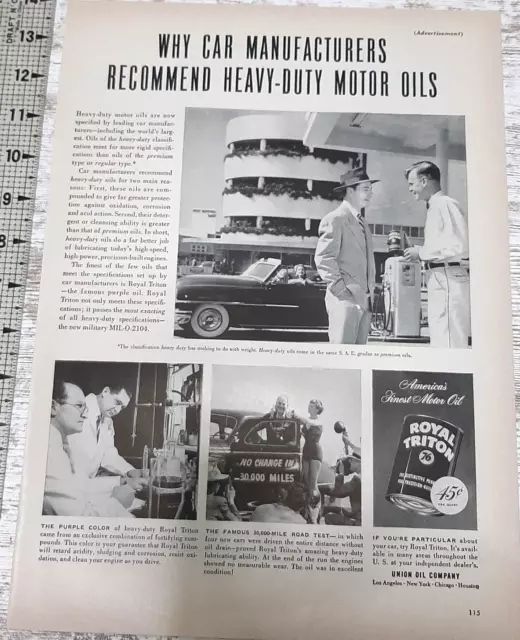 (Advertisement)
WHY CAR MANUFACTURERS
RECOMMEND HEAVY-DUTY MOTOR OILS
Heavy-duty motor oils are now
specified by leading car manufac-
turers—including the world's larg-
est. Oils of the heavy-duty classifi-
cation must far more rigid specifi-
cations than oils of the premium
type or regular type.*
Car manufacturers recommend
heavy-duty oils for two main rea-
sons: First, these oils are com-
pounded to give far greater protec-
tion against oxidation, corrosion
and acid action. Second, their deter-
gent or cleansing ability is greater
than that of premium oils. In short,
heavy-duty oils do a far better job
of lubricating today's high-speed,
high-power, precision-built engines.
The finest of the few oils that
meet the specifications set up by
car manufacturers is Royal Triton
—the famous purple oil. Royal
Triton not only meets these specifi-
cations; it passes the most exacting
of all heavy-duty specifications—
the new military MIL-O-2104.
*The classification heavy duty has nothing to do with weight. Heavy-duty oils come in the same S. A. E. grades as premium oils.
NO CHANGE IN
30,000 MILES
America's
Finest Motor Oil
ROYAL
TRITON
76
45¢
THE PURPLE COLOR of heavy-duty Royal Triton
came from an exclusive combination of fortifying com-
pounds. This color is your guarantee that Royal Triton
will retard acidity, sludging and corrosion, resist oxi-
dation, and clean your engine as you drive.
THE FAMOUS 30,000-MILE ROAD TEST—in which
four new cars were driven the entire distance without
oil drain—proved Royal Triton's amazing heavy-duty
lubricating ability. At the end of the run the engines
showed no measurable wear. The oil was in excellent
condition!
IF YOU'RE PARTICULAR about
your car, try Royal Triton. It's avail-
able in many areas throughout the
U. S. at your independent dealer's.
UNION OIL COMPANY
Los Angeles · New York · Chicago · Houston
115
13
12
11
10
9
8